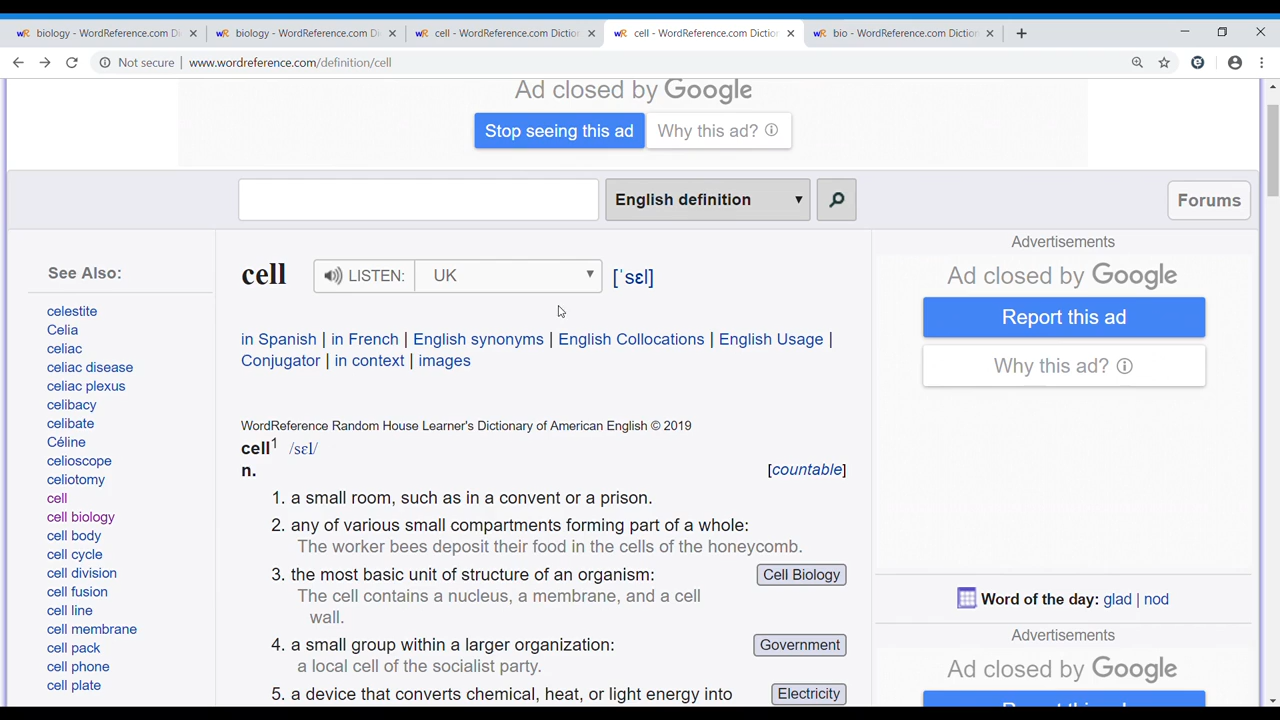 biology - WordReference.com Di
biology - WordReference.com Di
cell - WordReference.com Diction
cell - WordReference.com Diction
bio - WordReference.com Diction
Not secure | www.wordreference.com/definition/cell
Ad closed by Google
Stop seeing this ad
Why this ad?
English definition
Forums
See Also:
celestite
Celia
celiac
celiac disease
celiac plexus
celibacy
celibate
Céline
celioscope
celiotomy
cell
cell biology
cell body
cell cycle
cell division
cell fusion
cell line
cell membrane
cell pack
cell phone
cell plate
cell LISTEN: UK [ˈsɛl]
in Spanish | in French | English synonyms | English Collocations | English Usage |
Conjugator | in context | images
WordReference Random House Learner's Dictionary of American English © 2019
cell1 /sɛl/
n. [countable]
1. a small room, such as in a convent or a prison.
2. any of various small compartments forming part of a whole:
The worker bees deposit their food in the cells of the honeycomb.
3. the most basic unit of structure of an organism: Cell Biology
The cell contains a nucleus, a membrane, and a cell
wall.
4. a small group within a larger organization: Government
a local cell of the socialist party.
5. a device that converts chemical, heat, or light energy into Electricity
Advertisements
Ad closed by Google
Report this ad
Why this ad?
Word of the day: glad | nod
Advertisements
Ad closed by Google